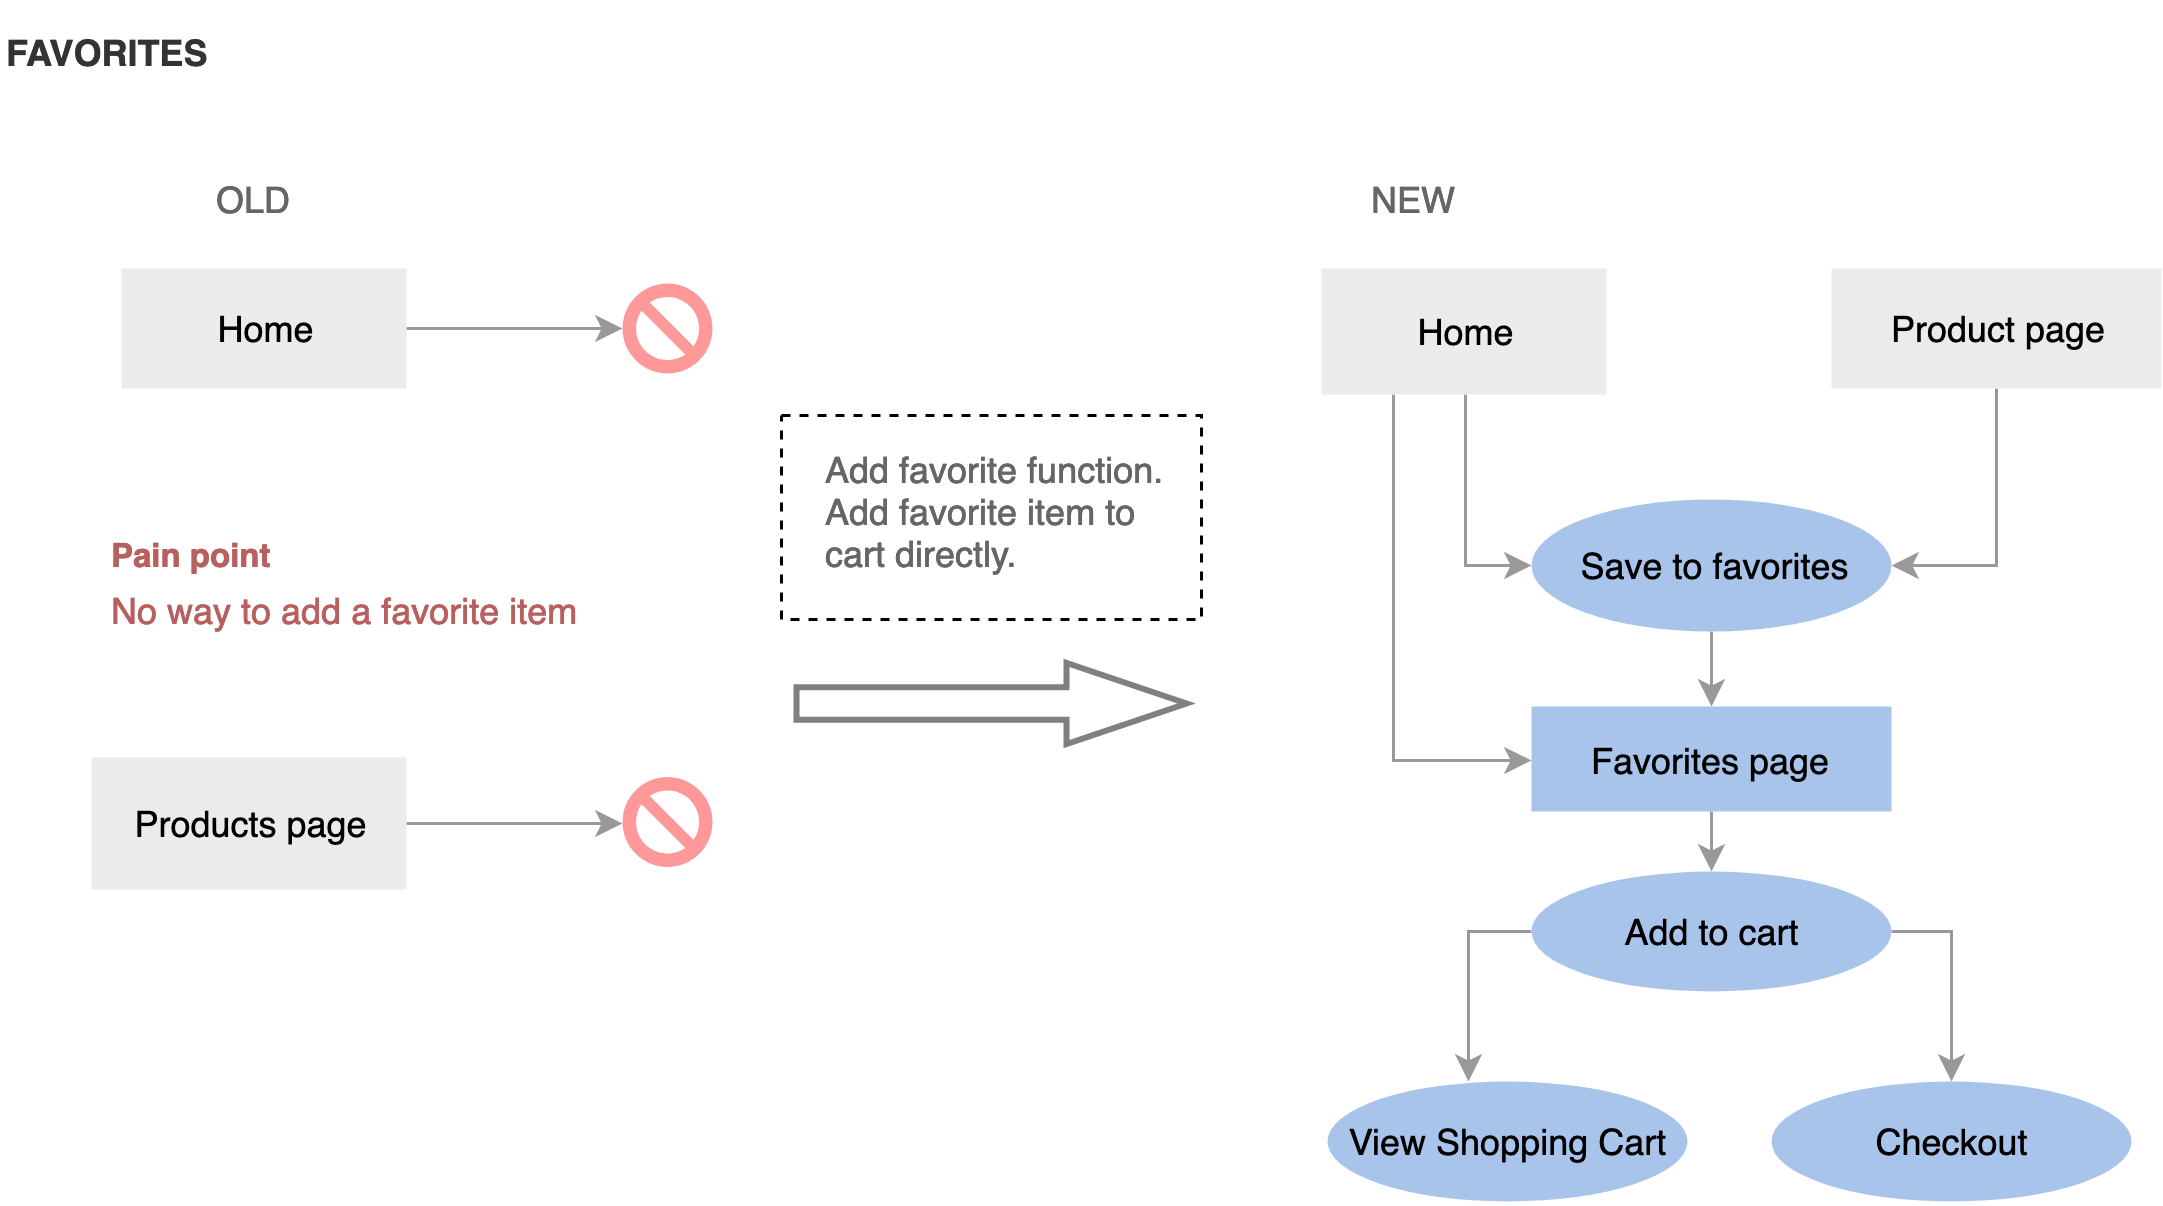 FAVORITES
OLD
NEW
Home
Home
Product page
Add favorite function.
Add favorite item to
cart directly.
Pain point
No way to add a favorite item
Save to favorites
Products page
Favorites page
Add to cart
View Shopping Cart
Checkout